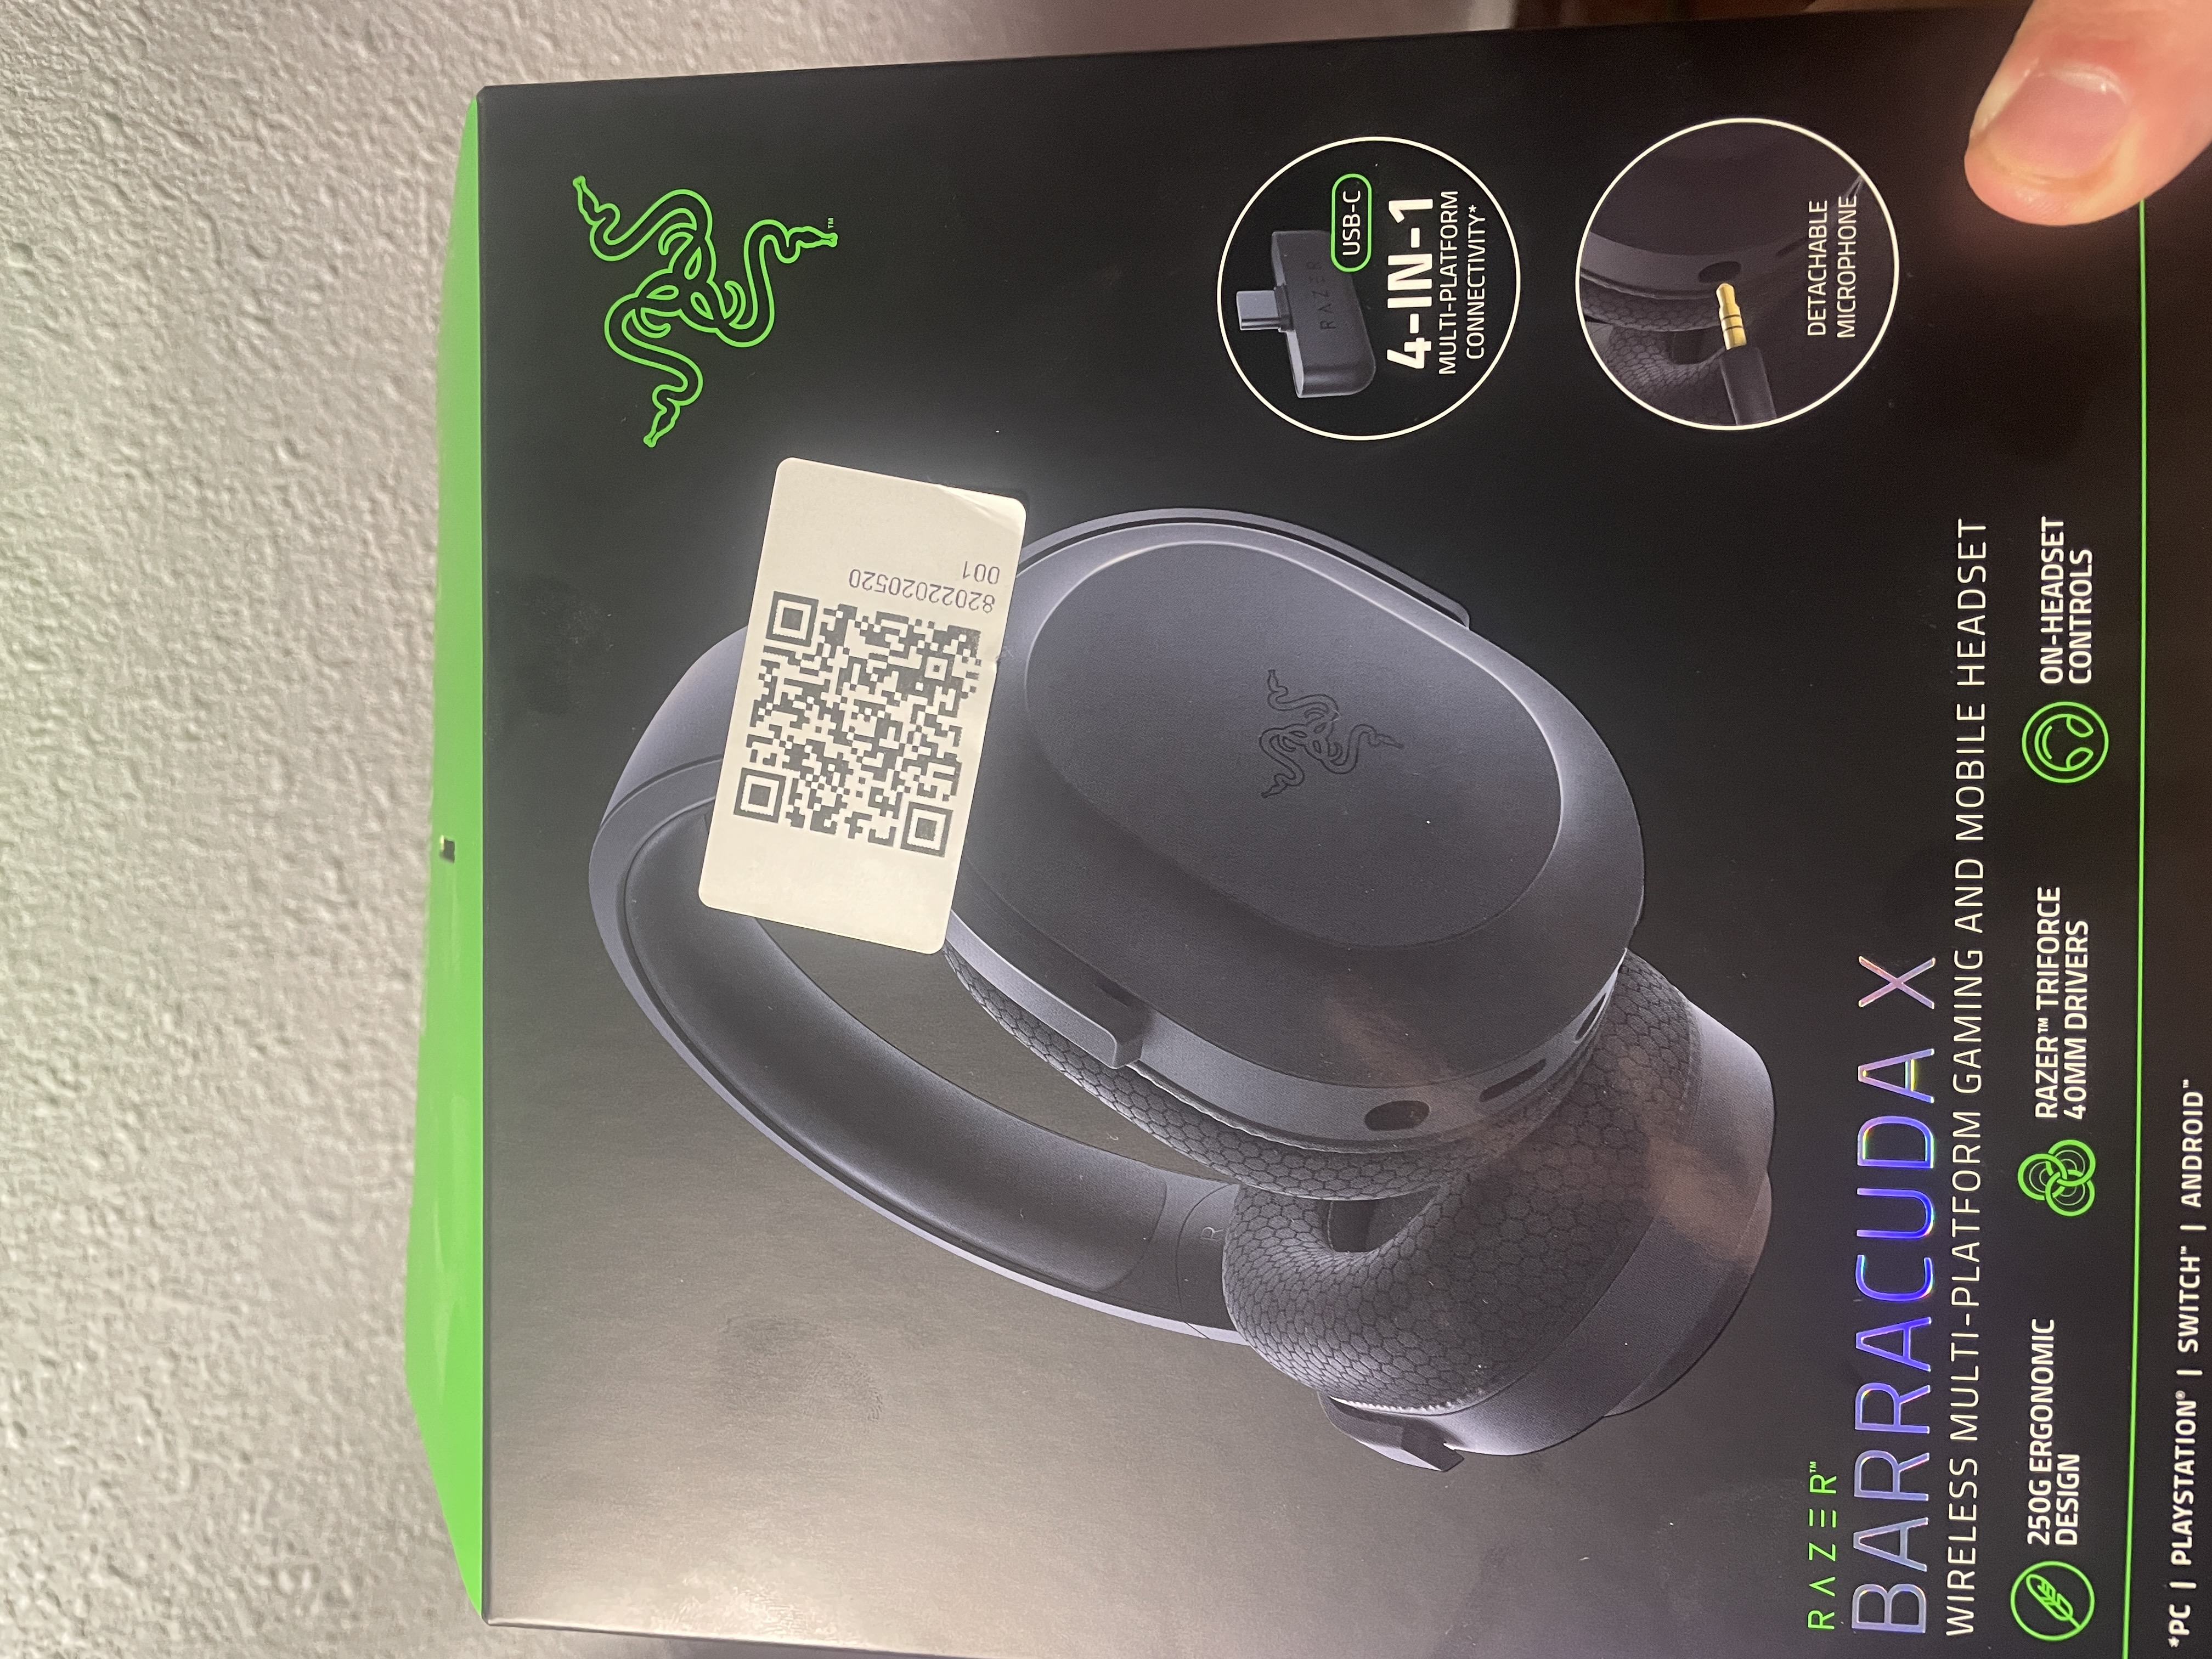 82022020520
001
R
RAZER
USB-C
4-IN-1
MULTI-PLATFORM
CONNECTIVITY*
DETACHABLE
MICROPHONE
RAZER™
BARRACUDA X
WIRELESS MULTI-PLATFORM GAMING AND MOBILE HEADSET
250G ERGONOMIC
DESIGN
RAZER™ TRIFORCE
40MM DRIVERS
ON-HEADSET
CONTROLS
*PC | PLAYSTATION® | SWITCH™ | ANDROID™